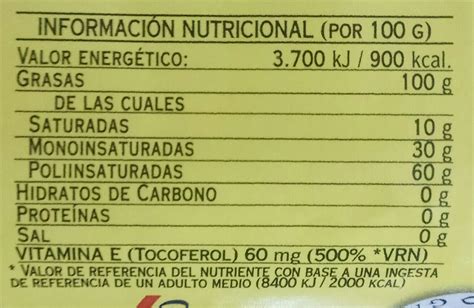 INFORMACIÓN NUTRICIONAL (POR 100 G)
VALOR ENERGÉTICO: 3.700 kJ / 900 kcal.
GRASAS 100 g
DE LAS CUALES
SATURADAS 10 g
MONOINSATURADAS 30 g
POLIINSATURADAS 60 g
HIDRATOS DE CARBONO 0 g
PROTEÍNAS 0 g
SAL 0 g
VITAMINA E (TOCOFEROL) 60 mg (500% *VRN)
* VALOR DE REFERENCIA DEL NUTRIENTE CON BASE A UNA INGESTA
DE REFERENCIA DE UN ADULTO MEDIO (8400 KJ / 2000 KCAL)